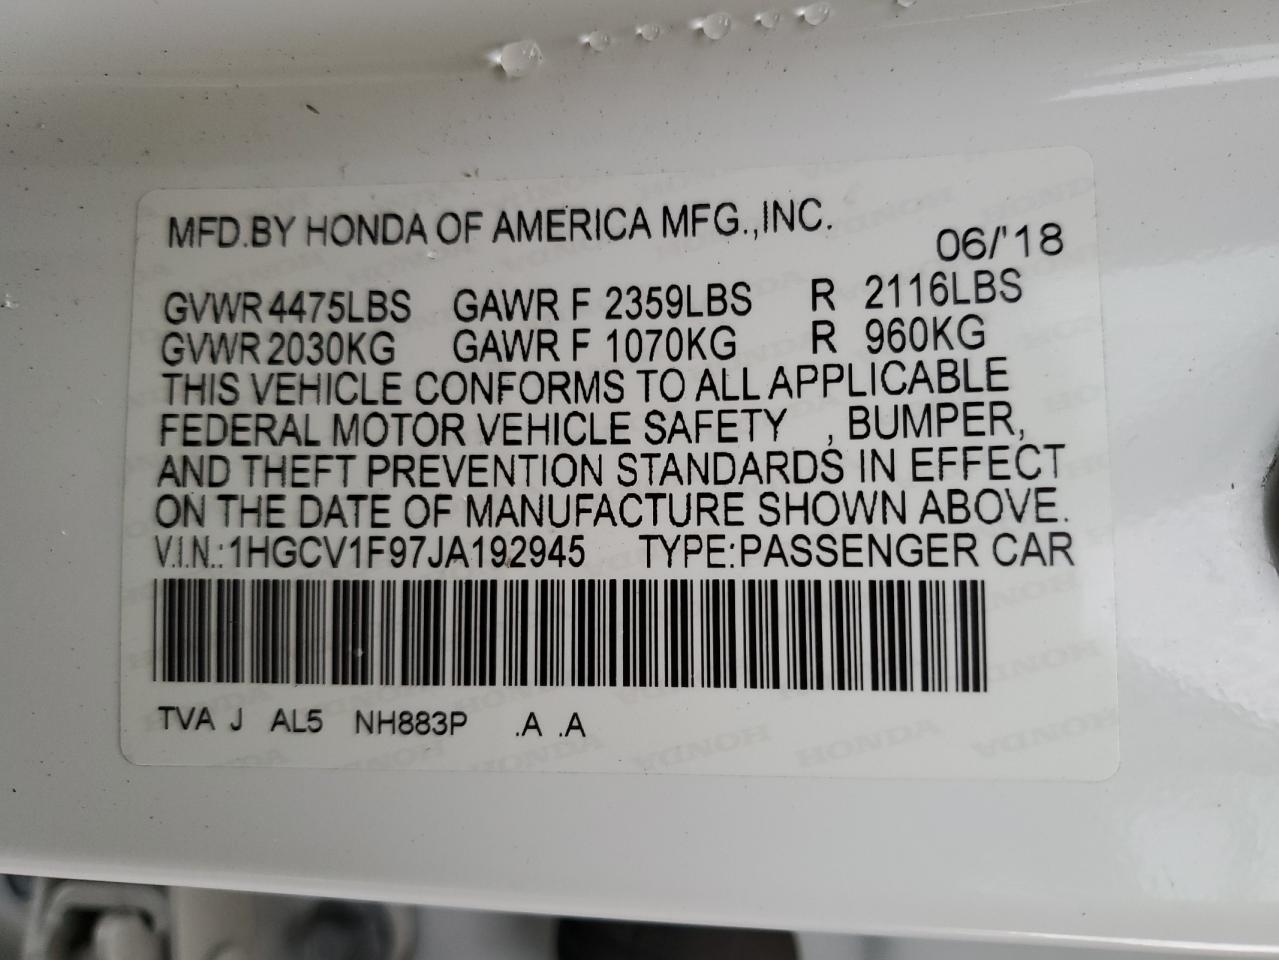 MFD.BY HONDA OF AMERICA MFG.,INC.
06/'18
GVWR 4475LBS GAWR F 2359LBS R 2116LBS
GVWR 2030KG GAWR F 1070KG R 960KG
THIS VEHICLE CONFORMS TO ALL APPLICABLE
FEDERAL MOTOR VEHICLE SAFETY , BUMPER,
AND THEFT PREVENTION STANDARDS IN EFFECT
ON THE DATE OF MANUFACTURE SHOWN ABOVE.
V.I.N.:1HGCV1F97JA192945 TYPE:PASSENGER CAR
TVA J AL5 NH883P .A .A